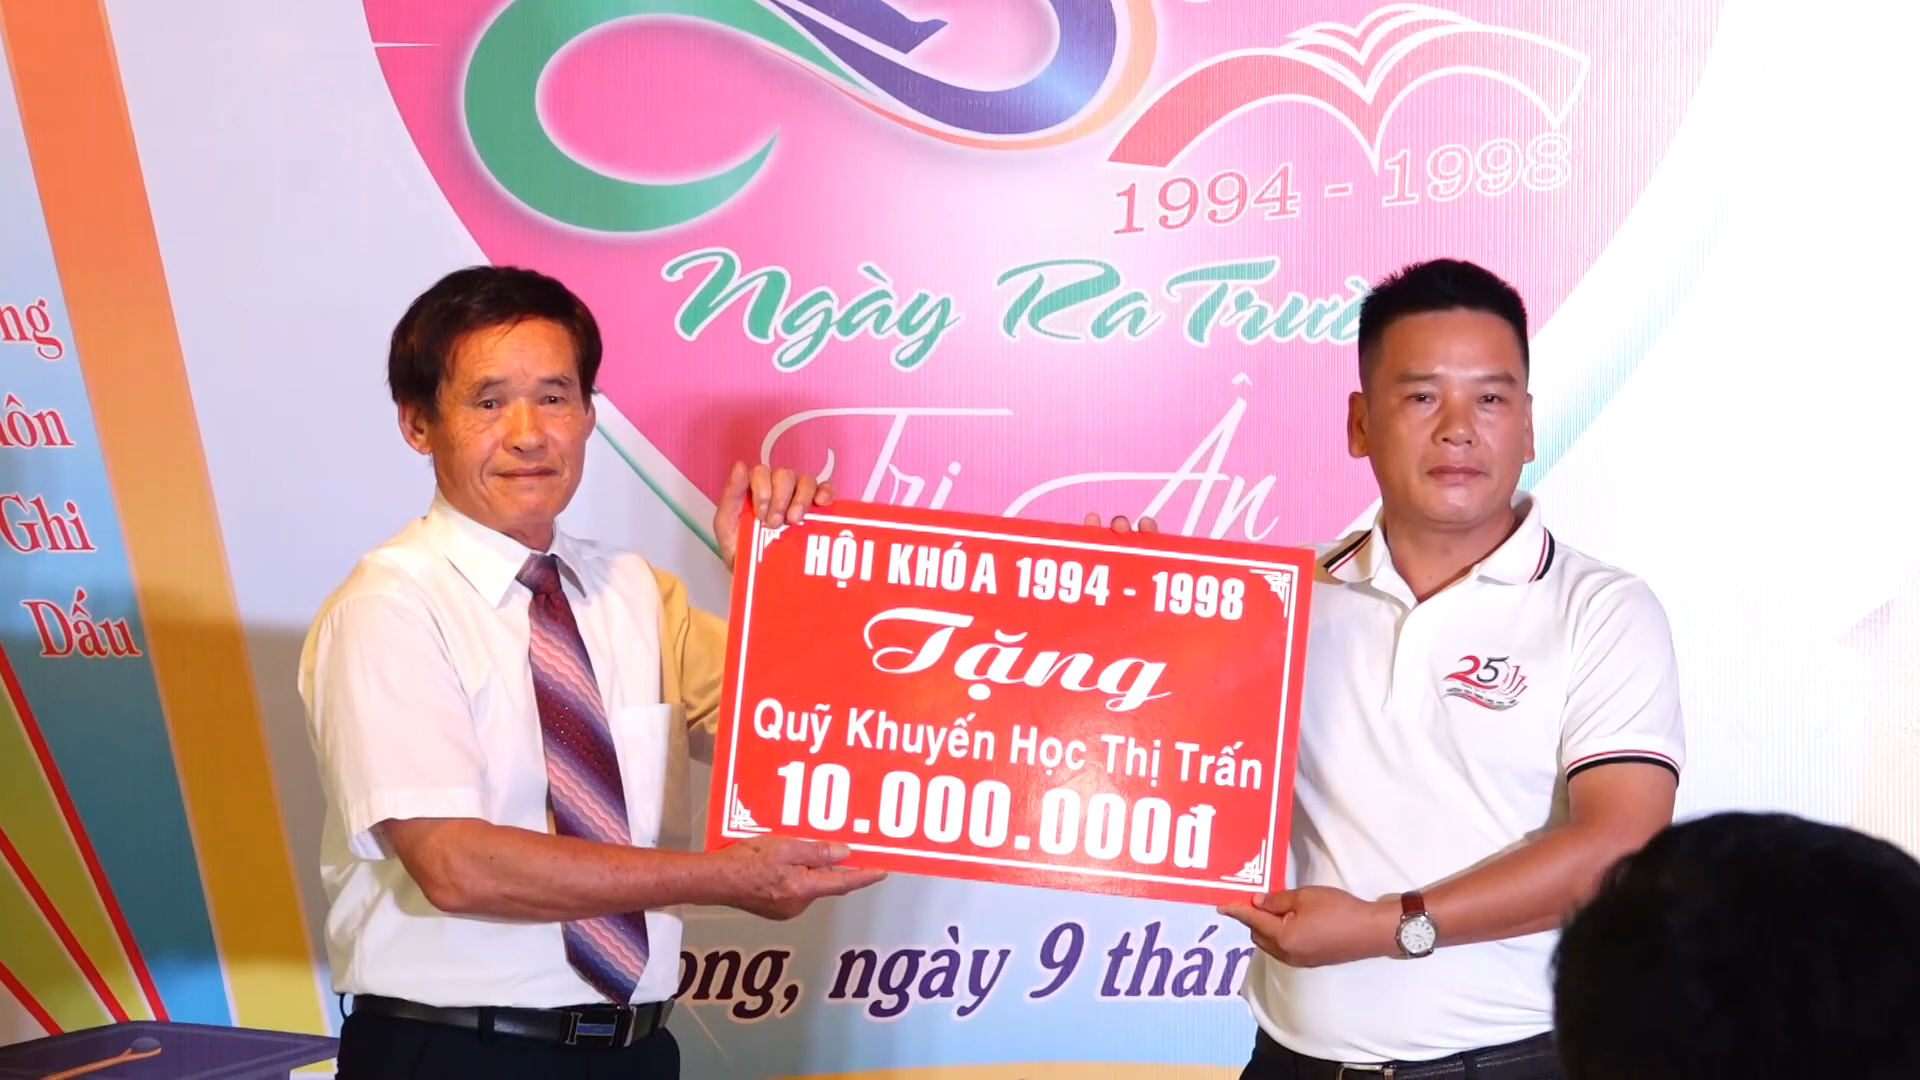 1994 - 1998
Ngày Ra Trườ
Tri Ân
ng
ôn
Ghi
Dấu
HỘI KHÓA 1994 - 1998
Tặng
Quỹ Khuyến Học Thị Trấn
10.000.000đ
25
ong, ngày 9 thán